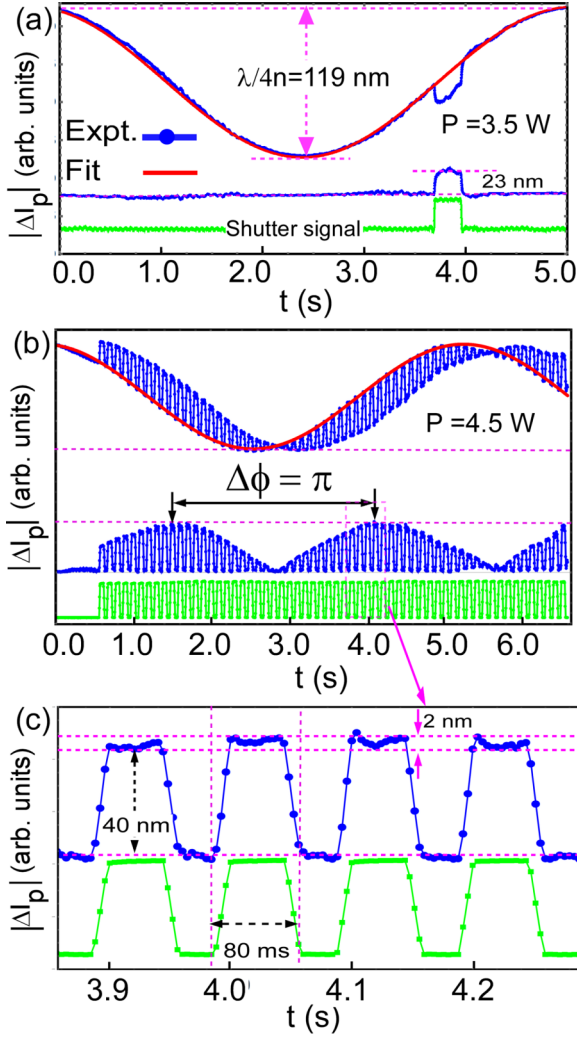 (a)
λ/4n=119 nm
Expt.
P = 3.5 W
Fit
23 nm
Shutter signal
|ΔIp| (arb. units)
0.0 1.0 2.0 3.0 4.0 5.0
t (s)
(b)
P = 4.5 W
Δϕ = π
|ΔIp| (arb. units)
0.0 1.0 2.0 3.0 4.0 5.0 6.0
t (s)
(c)
2 nm
40 nm
80 ms
|ΔIp| (arb. units)
3.9 4.0 4.1 4.2
t (s)